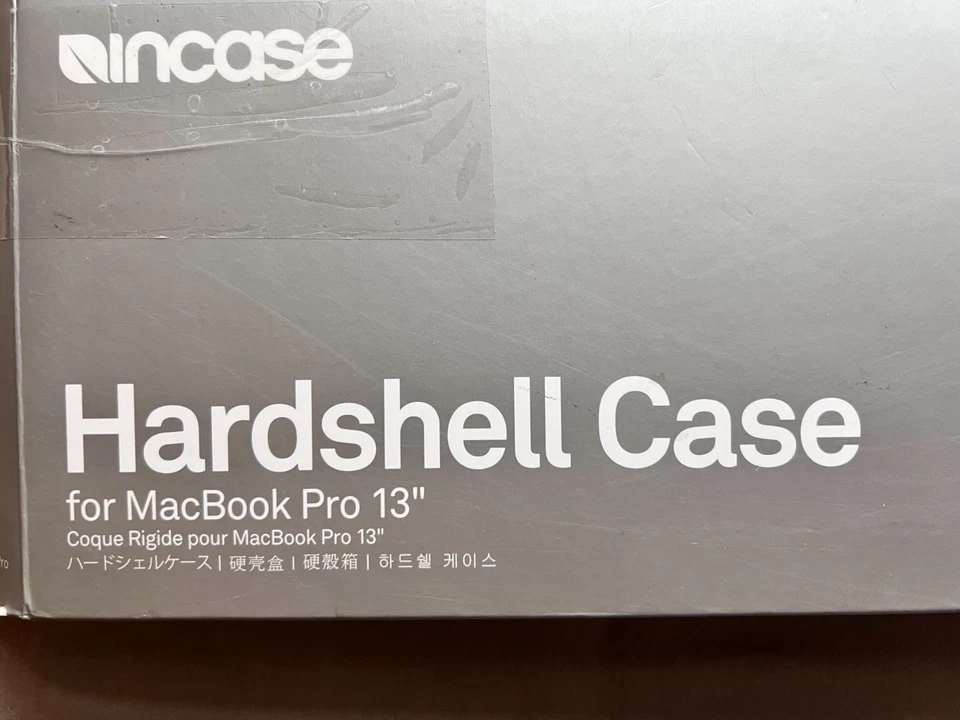 incase
Hardshell Case
for MacBook Pro 13"
Coque Rigide pour MacBook Pro 13"
ハードシェルケース | 硬壳盒 | 硬殼箱 | 하드쉘 케이스
Pro